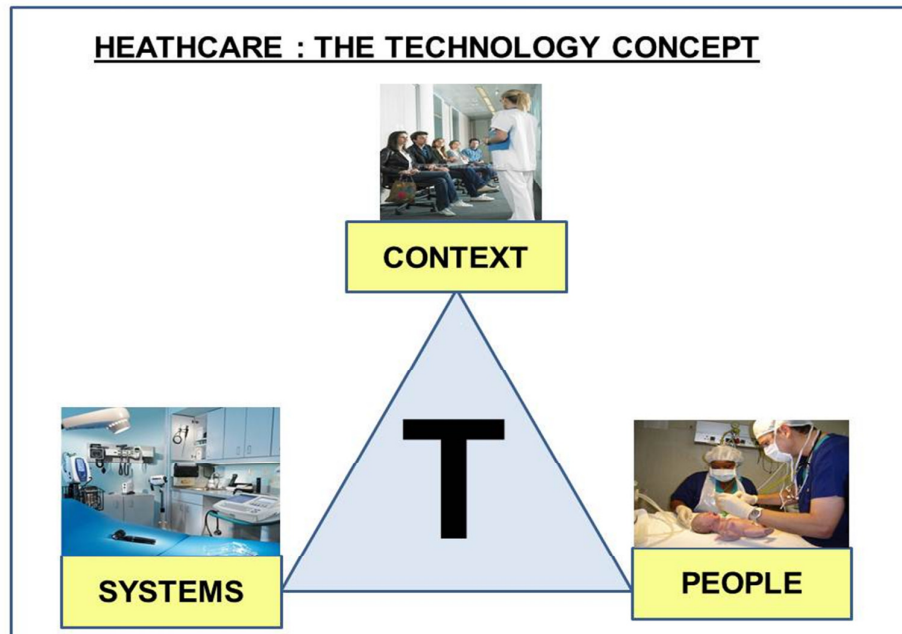 HEATHCARE : THE TECHNOLOGY CONCEPT
CONTEXT
T
SYSTEMS
PEOPLE